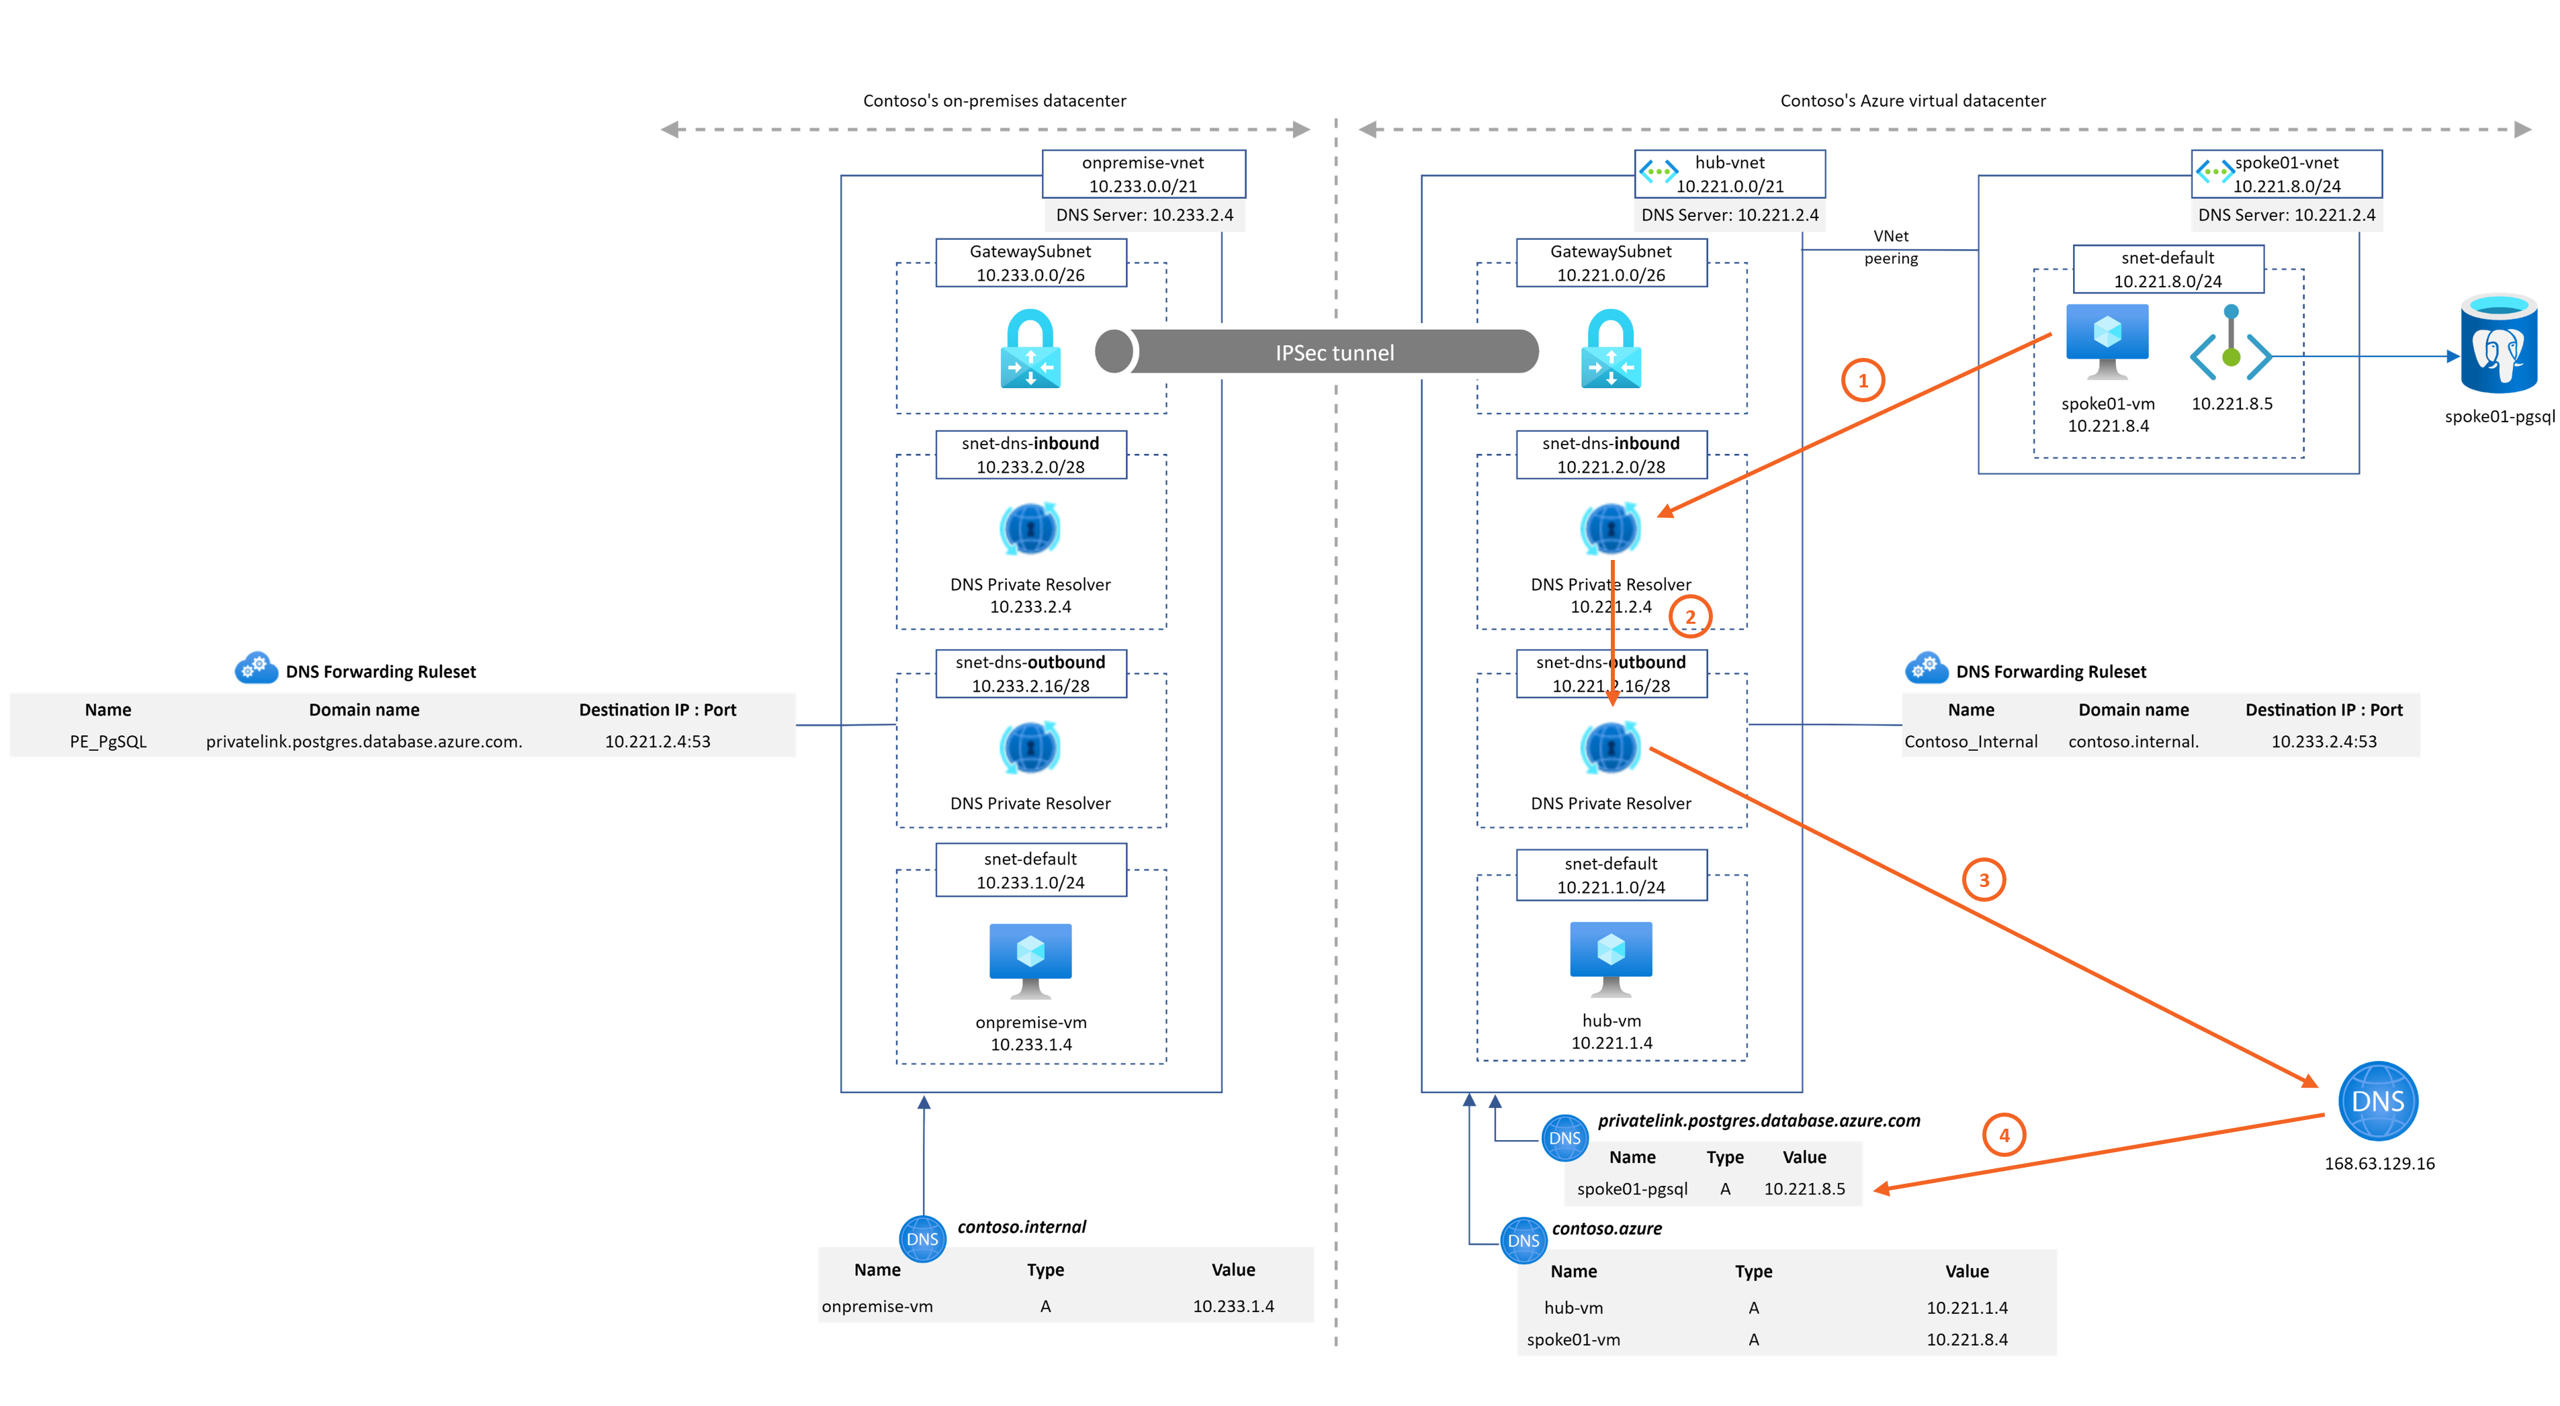 Contoso's on-premises datacenter
Contoso's Azure virtual datacenter
onpremise-vnet
10.233.0.0/21
DNS Server: 10.233.2.4
GatewaySubnet
10.233.0.0/26
IPSec tunnel
snet-dns-inbound
10.233.2.0/28
DNS Private Resolver
10.233.2.4
snet-dns-outbound
10.233.2.16/28
DNS Private Resolver
snet-default
10.233.1.0/24
onpremise-vm
10.233.1.4
DNS Forwarding Ruleset
Name Domain name Destination IP : Port
PE_PgSQL privatelink.postgres.database.azure.com. 10.221.2.4:53
DNS
contoso.internal
Name Type Value
onpremise-vm A 10.233.1.4
hub-vnet
10.221.0.0/21
DNS Server: 10.221.2.4
GatewaySubnet
10.221.0.0/26
snet-dns-inbound
10.221.2.0/28
DNS Private Resolver
10.221.2.4
2
snet-dns-outbound
10.221.2.16/28
DNS Private Resolver
snet-default
10.221.1.0/24
hub-vm
10.221.1.4
VNet
peering
1
spoke01-vnet
10.221.8.0/24
DNS Server: 10.221.2.4
snet-default
10.221.8.0/24
spoke01-vm
10.221.8.4
10.221.8.5
spoke01-pgsql
DNS Forwarding Ruleset
Name Domain name Destination IP : Port
Contoso_Internal contoso.internal. 10.233.2.4:53
3
DNS
168.63.129.16
4
DNS
privatelink.postgres.database.azure.com
Name Type Value
spoke01-pgsql A 10.221.8.5
DNS
contoso.azure
Name Type Value
hub-vm A 10.221.1.4
spoke01-vm A 10.221.8.4